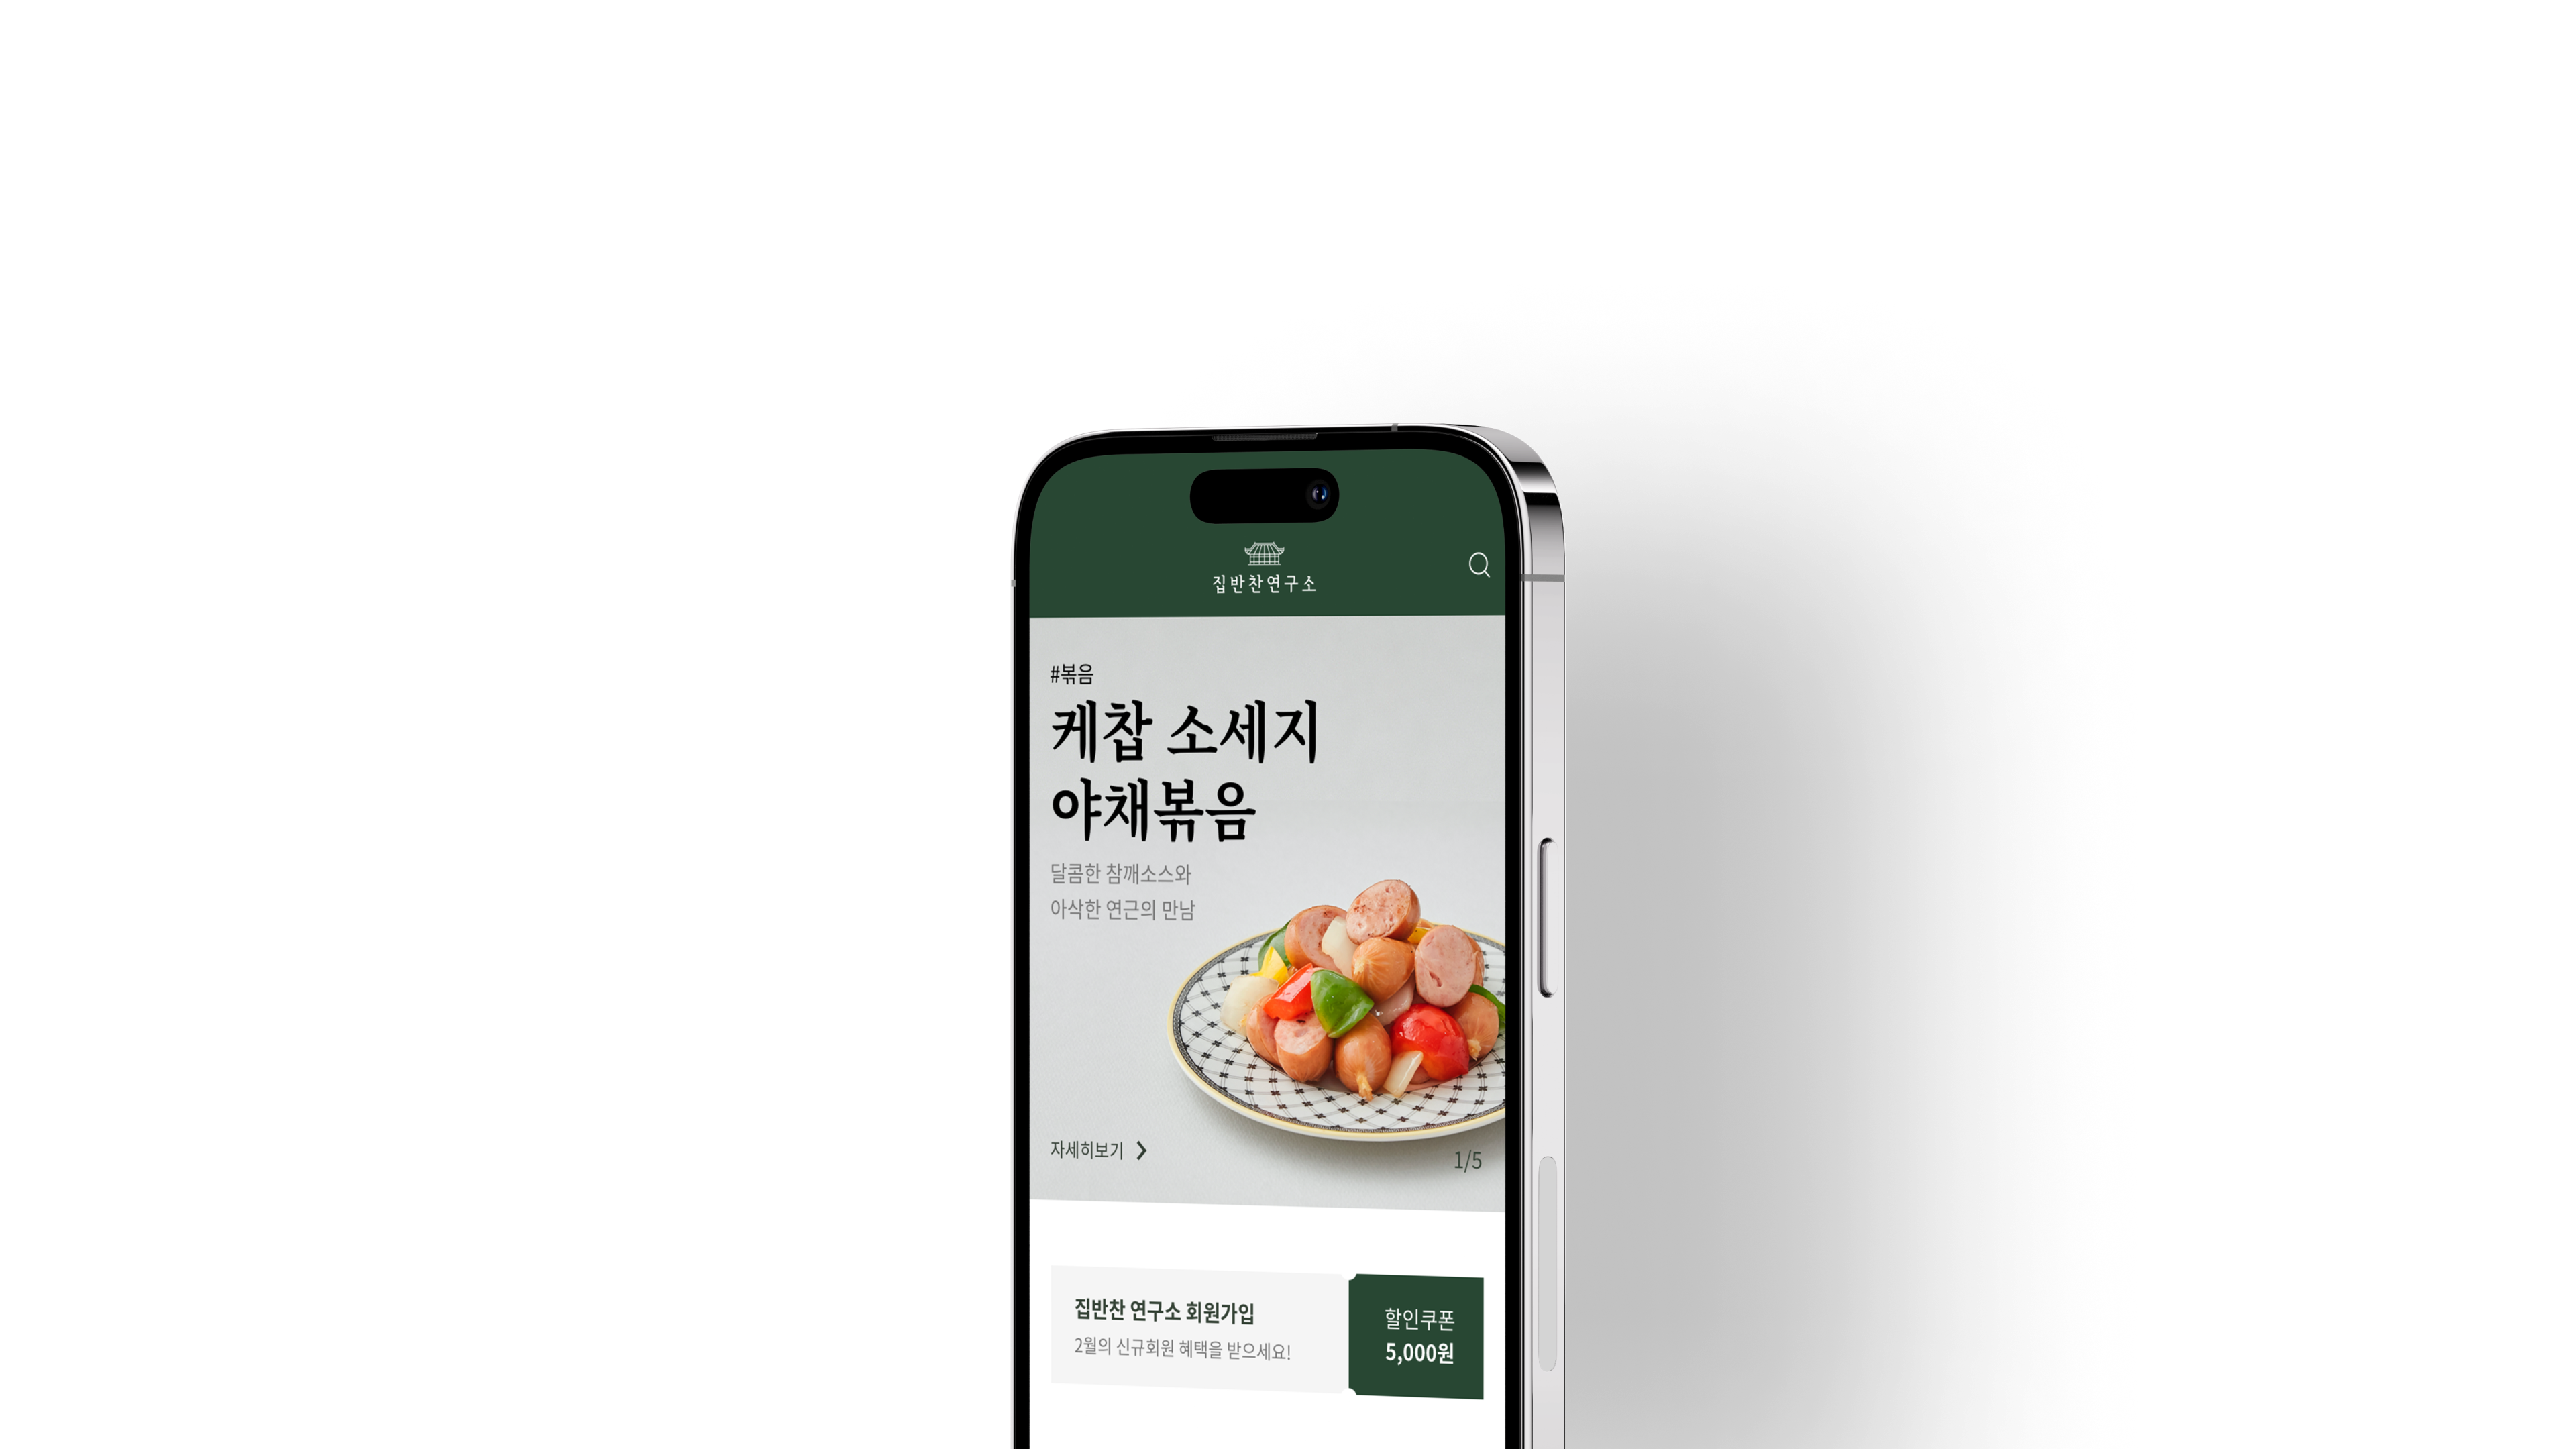 집반찬연구소
#볶음
케찹 소세지
야채볶음
달콤한 참깨소스와
아삭한 연근의 만남
자세히보기
1/5
집반찬 연구소 회원가입
2월의 신규회원 혜택을 받으세요!
할인쿠폰
5,000원